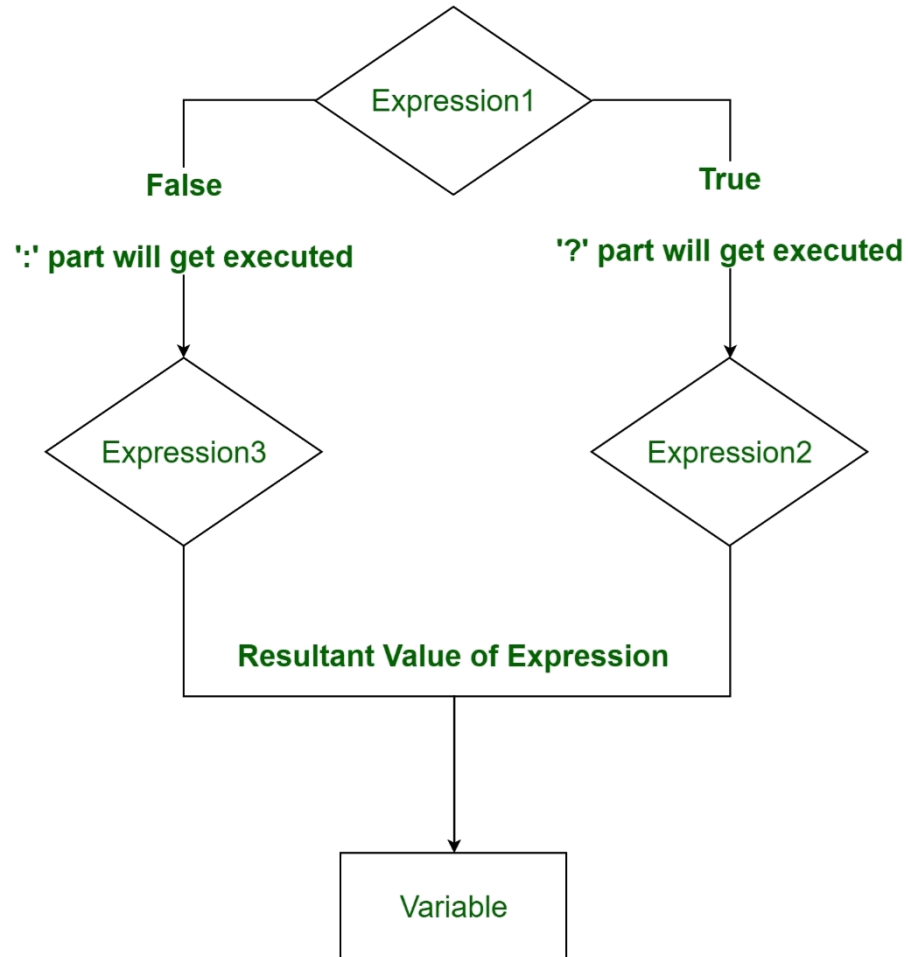 Expression1
False
True
':' part will get executed
'?' part will get executed
Expression3
Expression2
Resultant Value of Expression
Variable